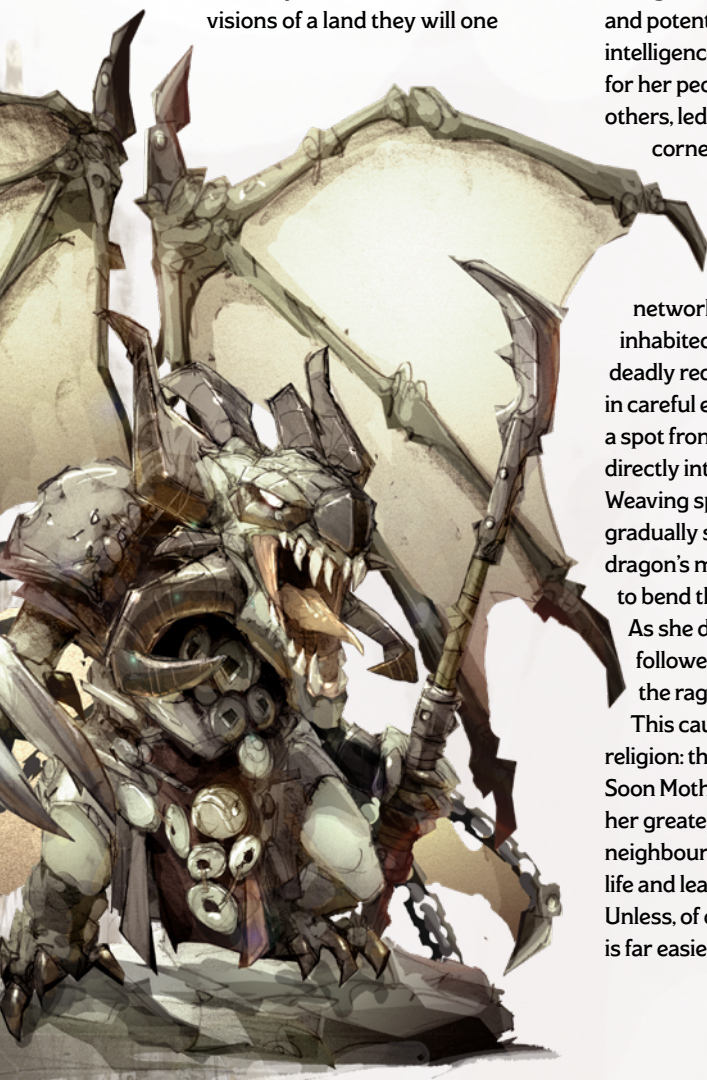 visions of a land they will one
and potent
intelligenc
for her peo
others, led
corne
network
inhabited
deadly rec
in careful e
a spot from
directly int
Weaving sp
gradually s
dragon's m
to bend th
As she d
followe
the rag
This cau
religion: th
Soon Moth
her greate
neighbour
life and lea
Unless, of c
is far easie